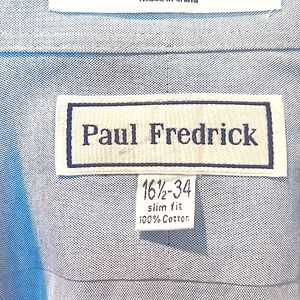 Made in China
Paul Fredrick
16½-34
slim fit
100% Cotton